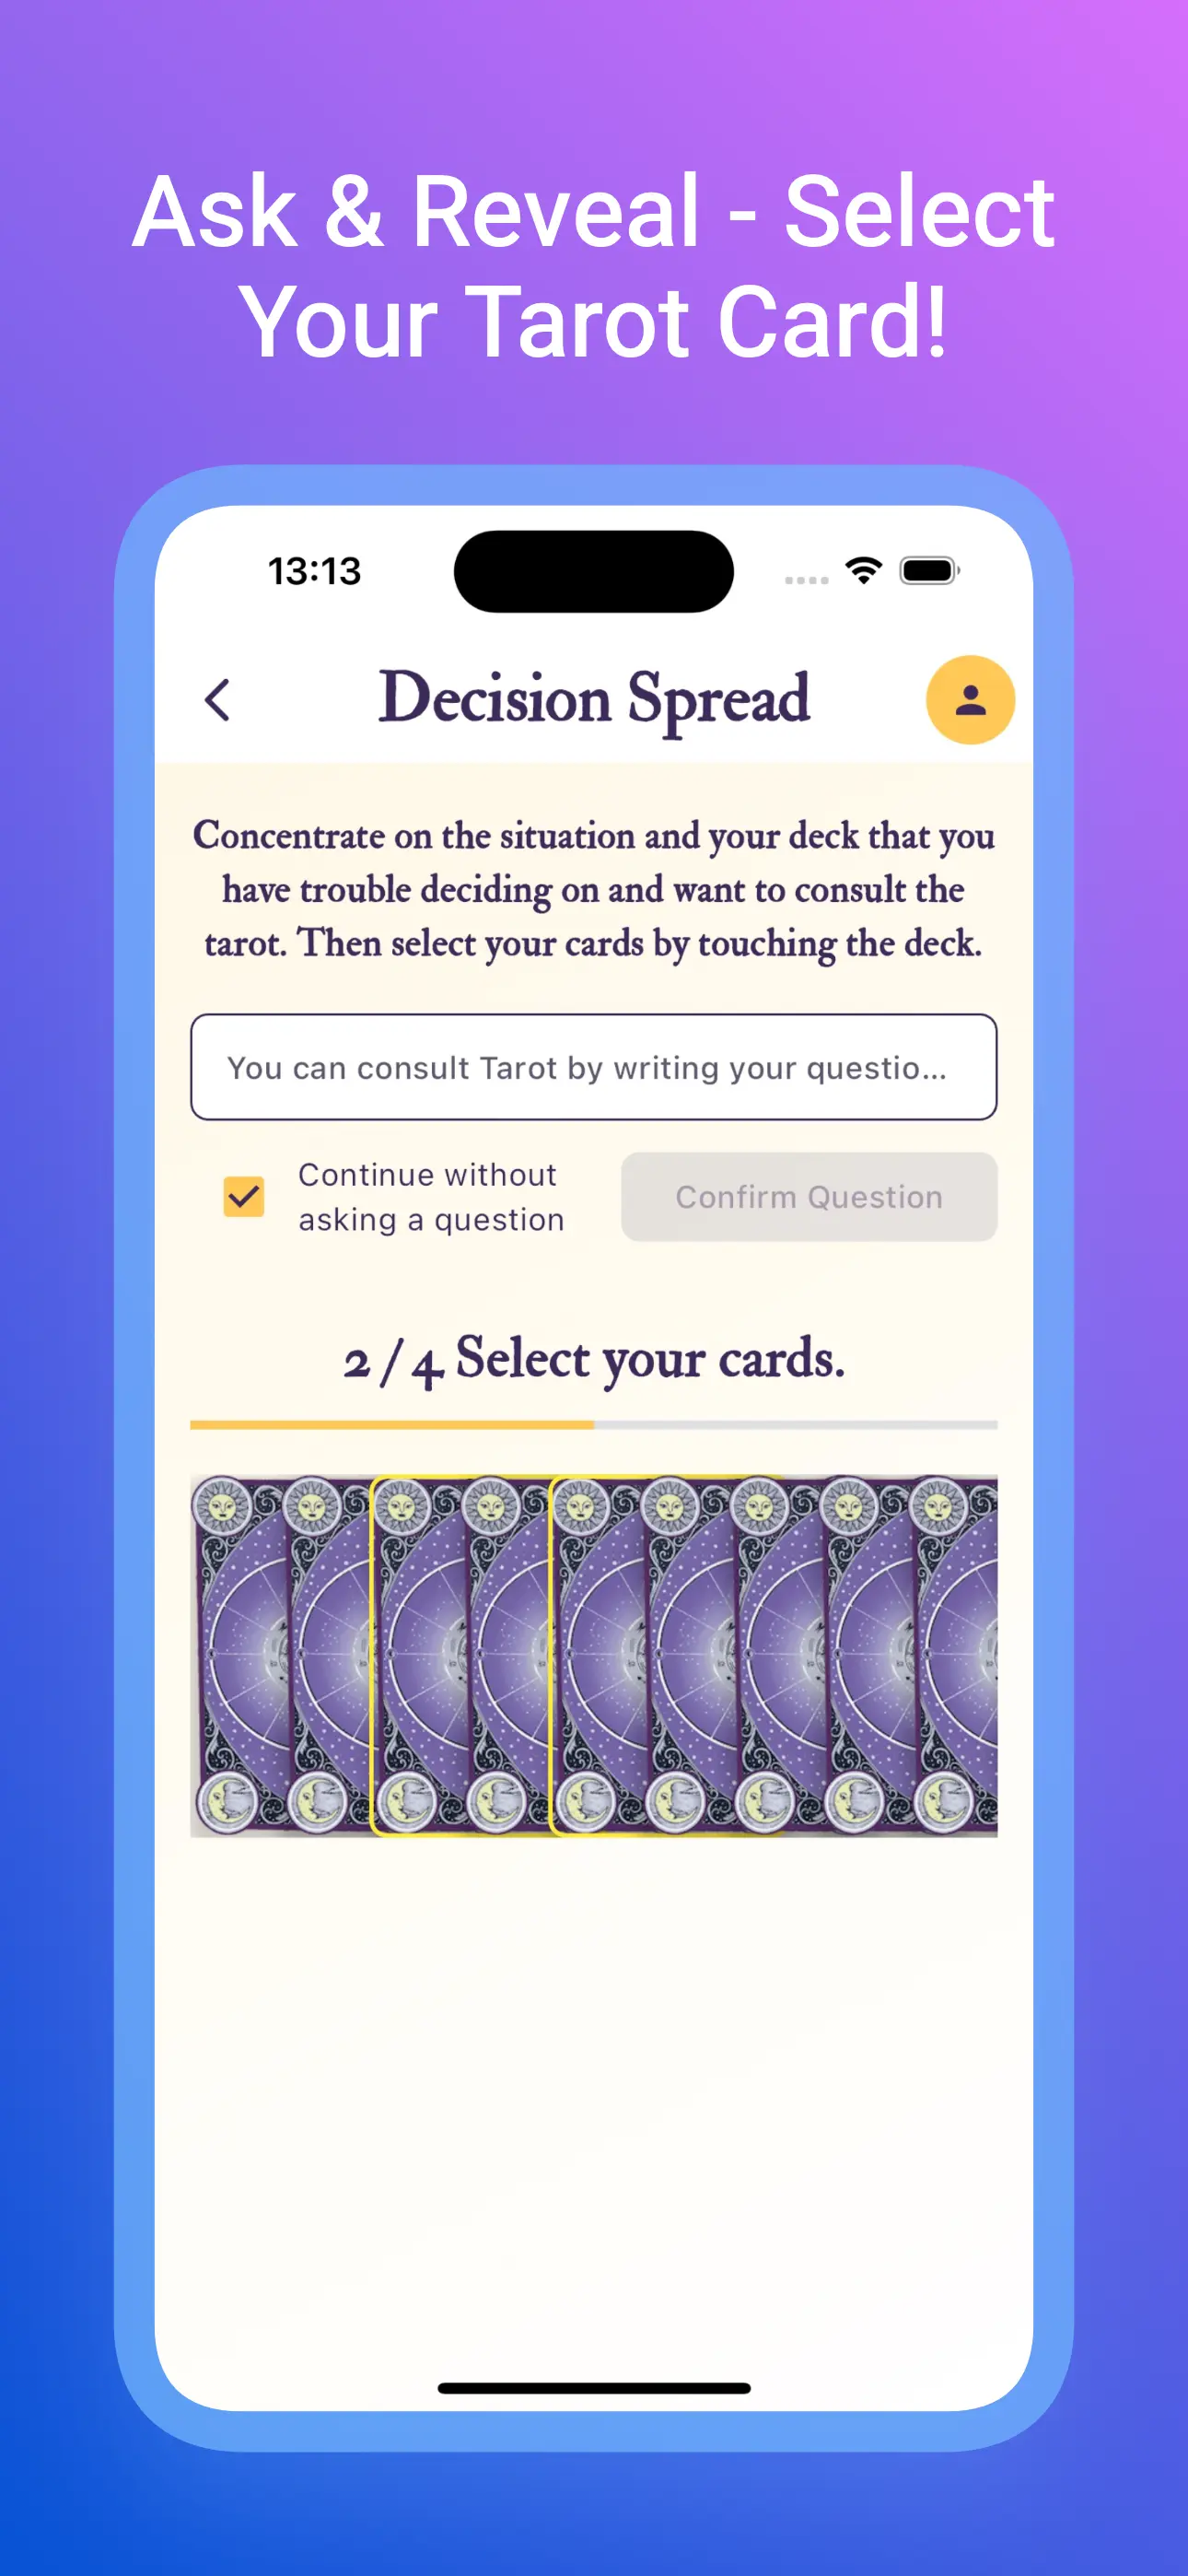 Ask & Reveal - Select
Your Tarot Card!
13:13
Decision Spread
Concentrate on the situation and your deck that you
have trouble deciding on and want to consult the
tarot. Then select your cards by touching the deck.
You can consult Tarot by writing your questio...
Continue without
asking a question
Confirm Question
2 / 4 Select your cards.